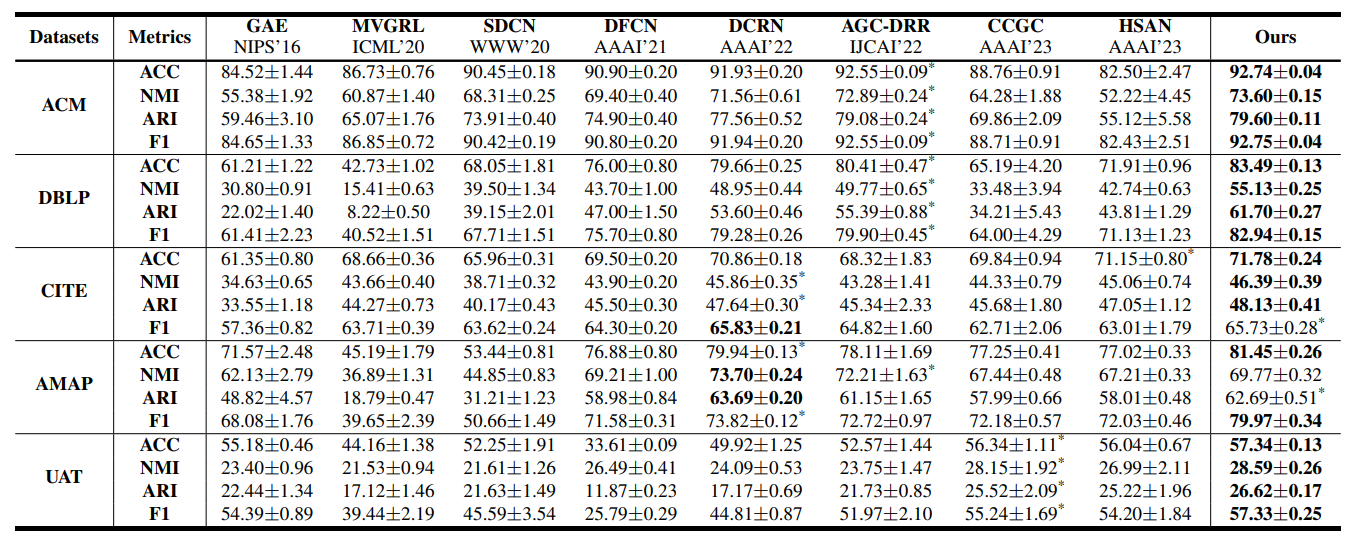 Datasets Metrics GAE MVGRL SDCN DFCN DCRN AGC-DRR CCGC HSAN Ours
NIPS'16 ICML'20 WWW'20 AAAI'21 AAAI'22 IJCAI'22 AAAI'23 AAAI'23
ACM
ACC 84.52±1.44 86.73±0.76 90.45±0.18 90.90±0.20 91.93±0.20 92.55±0.09* 88.76±0.91 82.50±2.47 92.74±0.04
NMI 55.38±1.92 60.87±1.40 68.31±0.25 69.40±0.40 71.56±0.61 72.89±0.24* 64.28±1.88 52.22±4.45 73.60±0.15
ARI 59.46±3.10 65.07±1.76 73.91±0.40 74.90±0.40 77.56±0.52 79.08±0.24* 69.86±2.09 55.12±5.58 79.60±0.11
F1 84.65±1.33 86.85±0.72 90.42±0.19 90.80±0.20 91.94±0.20 92.55±0.09* 88.71±0.91 82.43±2.51 92.75±0.04
DBLP
ACC 61.21±1.22 42.73±1.02 68.05±1.81 76.00±0.80 79.66±0.25 80.41±0.47* 65.19±4.20 71.91±0.96 83.49±0.13
NMI 30.80±0.91 15.41±0.63 39.50±1.34 43.70±1.00 48.95±0.44 49.77±0.65* 33.48±3.94 42.74±0.63 55.13±0.25
ARI 22.02±1.40 8.22±0.50 39.15±2.01 47.00±1.50 53.60±0.46 55.39±0.88* 34.21±5.43 43.81±1.29 61.70±0.27
F1 61.41±2.23 40.52±1.51 67.71±1.51 75.70±0.80 79.28±0.26 79.90±0.45* 64.00±4.29 71.13±1.23 82.94±0.15
CITE
ACC 61.35±0.80 68.66±0.36 65.96±0.31 69.50±0.20 70.86±0.18 68.32±1.83 69.84±0.94 71.15±0.80* 71.78±0.24
NMI 34.63±0.65 43.66±0.40 38.71±0.32 43.90±0.20 45.86±0.35* 43.28±1.41 44.33±0.79 45.06±0.74 46.39±0.39
ARI 33.55±1.18 44.27±0.73 40.17±0.43 45.50±0.30 47.64±0.30* 45.34±2.33 45.68±1.80 47.05±1.12 48.13±0.41
F1 57.36±0.82 63.71±0.39 63.62±0.24 64.30±0.20 65.83±0.21 64.82±1.60 62.71±2.06 63.01±1.79 65.73±0.28*
AMAP
ACC 71.57±2.48 45.19±1.79 53.44±0.81 76.88±0.80 79.94±0.13* 78.11±1.69 77.25±0.41 77.02±0.33 81.45±0.26
NMI 62.13±2.79 36.89±1.31 44.85±0.83 69.21±1.00 73.70±0.24 72.21±1.63* 67.44±0.48 67.21±0.33 69.77±0.32
ARI 48.82±4.57 18.79±0.47 31.21±1.23 58.98±0.84 63.69±0.20 61.15±1.65 57.99±0.66 58.01±0.48 62.69±0.51*
F1 68.08±1.76 39.65±2.39 50.66±1.49 71.58±0.31 73.82±0.12* 72.72±0.97 72.18±0.57 72.03±0.46 79.97±0.34
UAT
ACC 55.18±0.46 44.16±1.38 52.25±1.91 33.61±0.09 49.92±1.25 52.57±1.44 56.34±1.11* 56.04±0.67 57.34±0.13
NMI 23.40±0.96 21.53±0.94 21.61±1.26 26.49±0.41 24.09±0.53 23.75±1.47 28.15±1.92* 26.99±2.11 28.59±0.26
ARI 22.44±1.34 17.12±1.46 21.63±1.49 11.87±0.23 17.17±0.69 21.73±0.85 25.52±2.09* 25.22±1.96 26.62±0.17
F1 54.39±0.89 39.44±2.19 45.59±3.54 25.79±0.29 44.81±0.87 51.97±2.10 55.24±1.69* 54.20±1.84 57.33±0.25